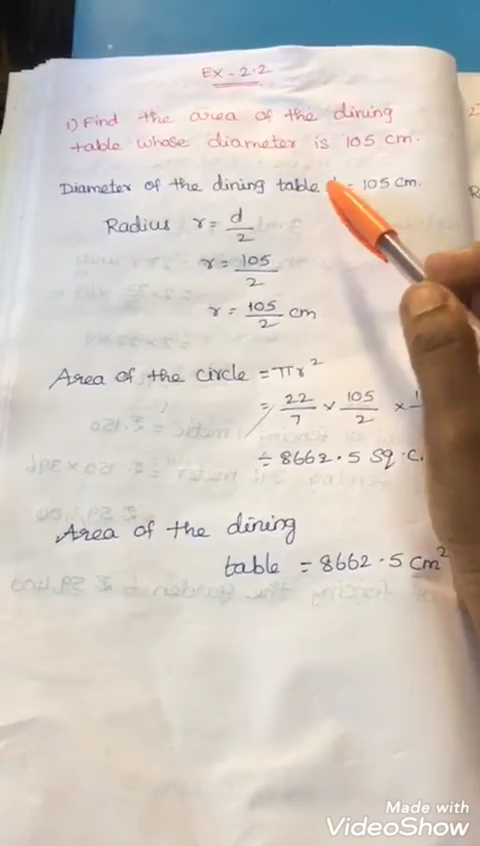 Ex-2.2
1) Find the area of the dining
table whose diameter is 105 cm.
Diameter of the dining table = 105 cm.
Radius r = d/2
r = 105/2
r = 105/2 cm
Area of the circle = πr²
= 22/7 × 105/2 ×
= 8662.5 sq.c
Area of the dining
table = 8662.5 cm²
Made with
VideoShow